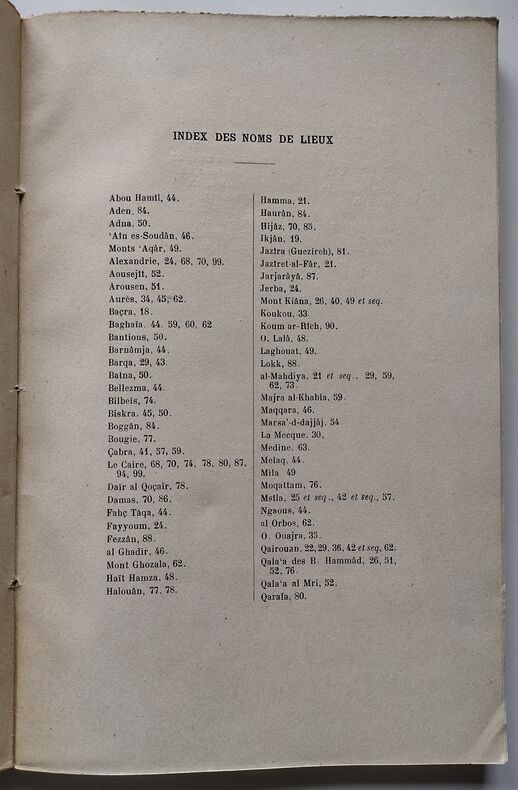 INDEX DES NOMS DE LIEUX
Abou Hamîl, 44.
Aden, 84.
Adna, 50.
‘Aïn es-Soudân, 46.
Monts ‘Aqâr, 49.
Alexandrie, 24, 68, 70, 99.
Aousejît, 52.
Arousen, 51.
Aurès, 34, 45, 62.
Baçra, 18.
Baghaïa. 44. 59, 60, 62
Bantious, 50.
Barnâmja, 44.
Barqa, 29, 43.
Batna, 50.
Bellezma, 44.
Bilbeïs, 74.
Biskra, 45, 50.
Boggân, 84.
Bougie, 77.
Çabra, 41, 57, 59.
Le Caire, 68, 70, 74, 78, 80, 87,
94, 99.
Daïr al Qoçaïr, 78.
Damas, 70, 86.
Fahç Tâqa, 44.
Fayyoum, 24.
Fezzân, 88.
al Ghadir, 46.
Mont Ghozala, 62.
Haït Hamza. 48.
Halouân, 77. 78.
Hamma, 21.
Haurân, 84.
Hijâz, 70, 85.
Ikjân, 19.
Jazîra (Guezireh), 81.
Jazîret-al-Fâr, 21.
Jarjarâyâ, 87.
Jerba, 24.
Mont Kiâna, 26, 40, 49 et seq.
Koukou, 33.
Koum ar-Rîch, 90.
O. Lalâ, 48.
Laghouat, 49.
Lokk, 88.
al-Mahdiya, 21 et seq., 29, 59,
62, 73.
Majra al-Khabia, 59.
Maqqara, 46.
Marsa’-d-dajjâj. 54
La Mecque. 30.
Medine. 63.
Melaq, 44.
Mila 49
Moqattam, 76.
Msîla, 25 et seq., 42 et seq., 57.
Ngaous, 44.
al Orbos, 62.
O. Ouajra, 35.
Qairouan. 22, 29. 36, 42 et seq, 62.
Qala‘a des B. Hammâd, 26, 51,
52, 76
Qala‘a al Mri, 52.
Qarafa, 80.